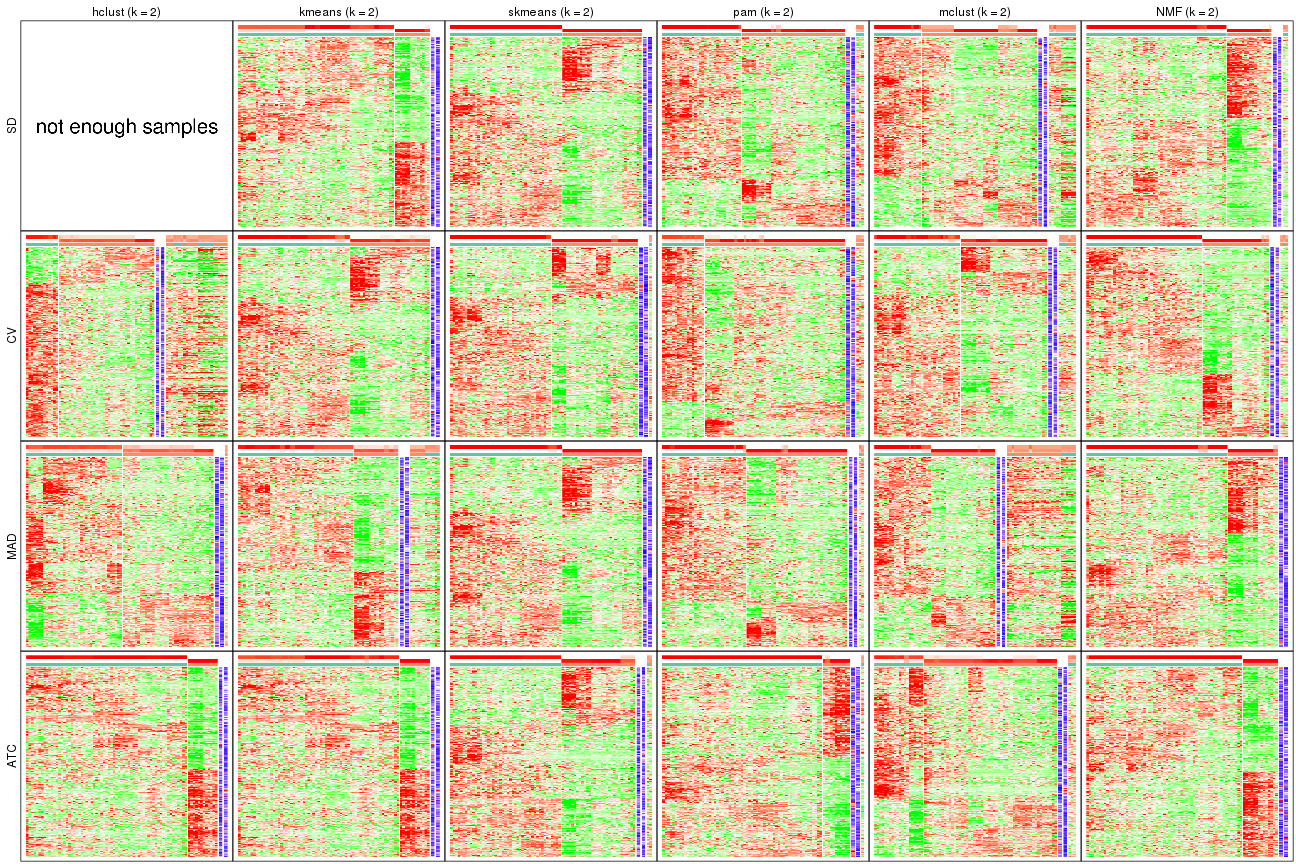 hclust (k = 2) kmeans (k = 2) skmeans (k = 2) pam (k = 2) mclust (k = 2) NMF (k = 2)
SD
not enough samples
CV
MAD
ATC